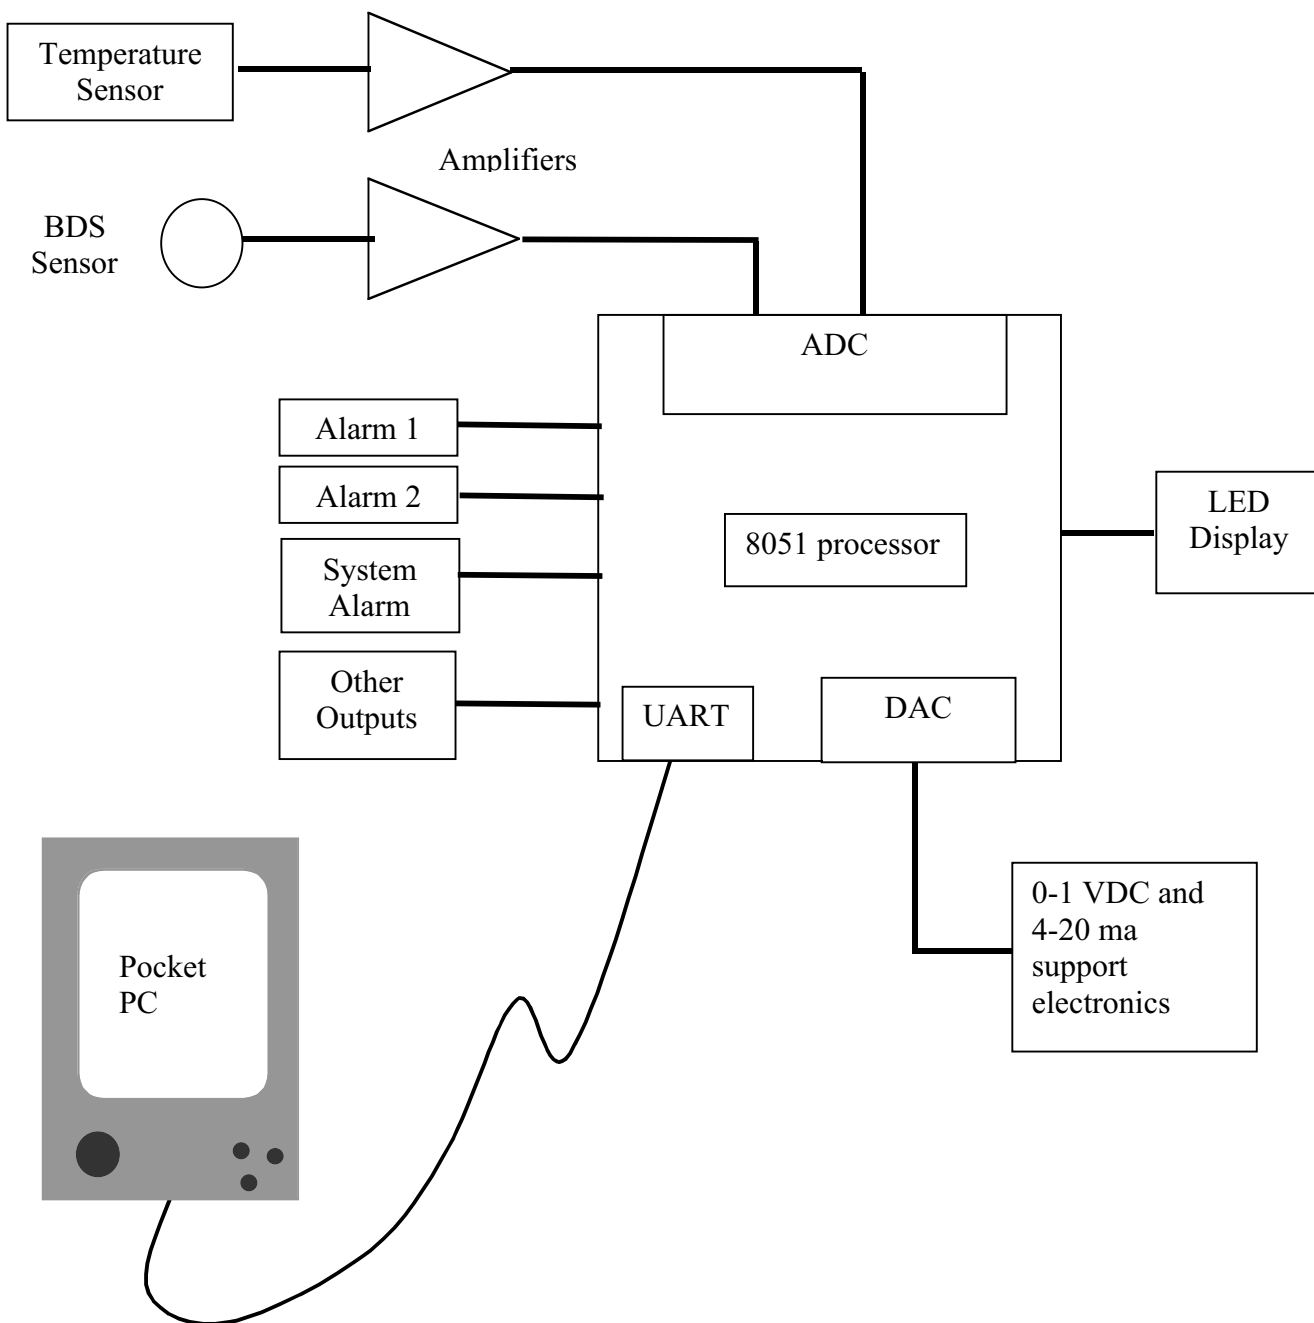 Temperature
Sensor
Amplifiers
BDS
Sensor
ADC
Alarm 1
Alarm 2
System
Alarm
Other
Outputs
8051 processor
LED
Display
UART
DAC
Pocket
PC
0-1 VDC and
4-20 ma
support
electronics